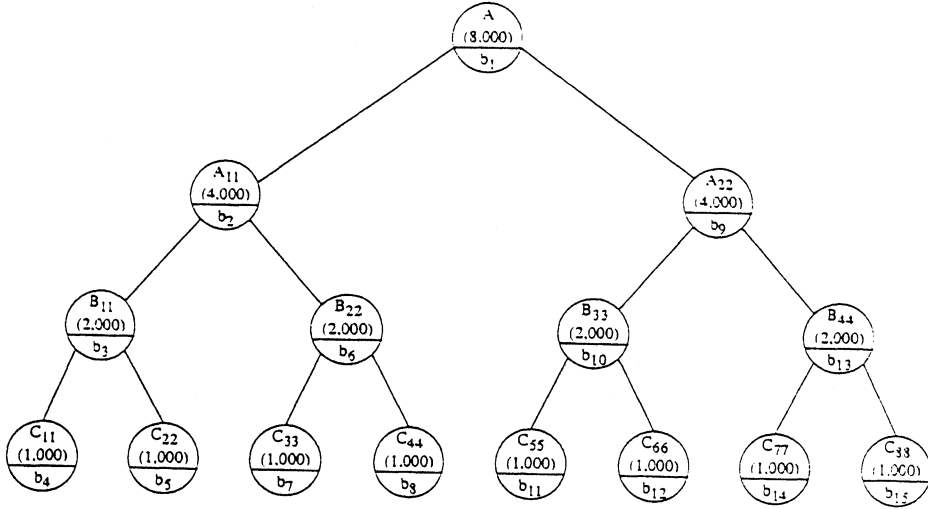 A
(8,000)
b1
A11
(4,000)
b2
A22
(4,000)
b9
B11
(2,000)
b3
B22
(2,000)
b6
B33
(2,000)
b10
B44
(2,000)
b13
C11
(1,000)
b4
C22
(1,000)
b5
C33
(1,000)
b7
C44
(1,000)
b8
C55
(1,000)
b11
C66
(1,000)
b12
C77
(1,000)
b14
C88
(1,000)
b15